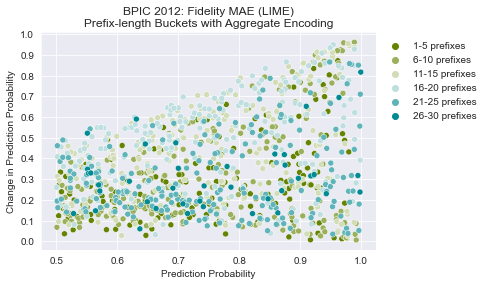 BPIC 2012: Fidelity MAE (LIME)
Prefix-length Buckets with Aggregate Encoding
Change in Prediction Probability
1.0
0.9
0.8
0.7
0.6
0.5
0.4
0.3
0.2
0.1
0.0
0.5
0.6
0.7
0.8
0.9
1.0
Prediction Probability
1-5 prefixes
6-10 prefixes
11-15 prefixes
16-20 prefixes
21-25 prefixes
26-30 prefixes